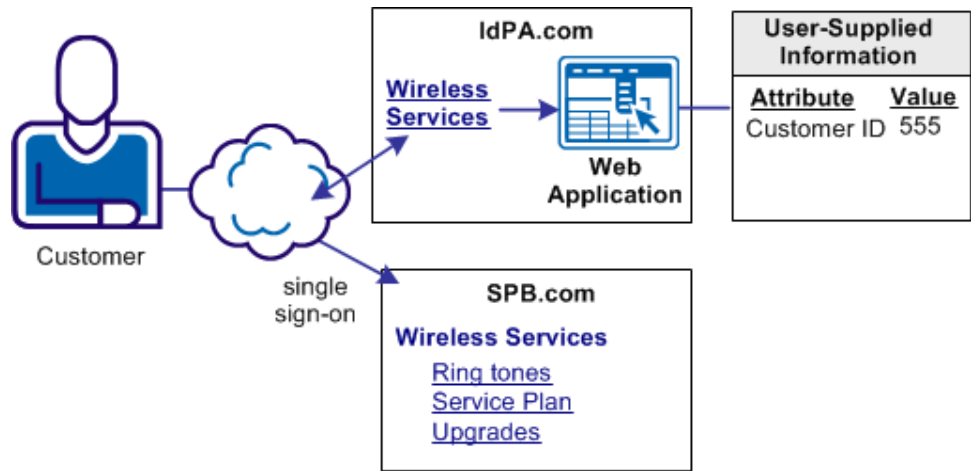 IdPA.com
Wireless
Services
Web
Application
User-Supplied
Information
Attribute Value
Customer ID 555
Customer
single
sign-on
SPB.com
Wireless Services
Ring tones
Service Plan
Upgrades